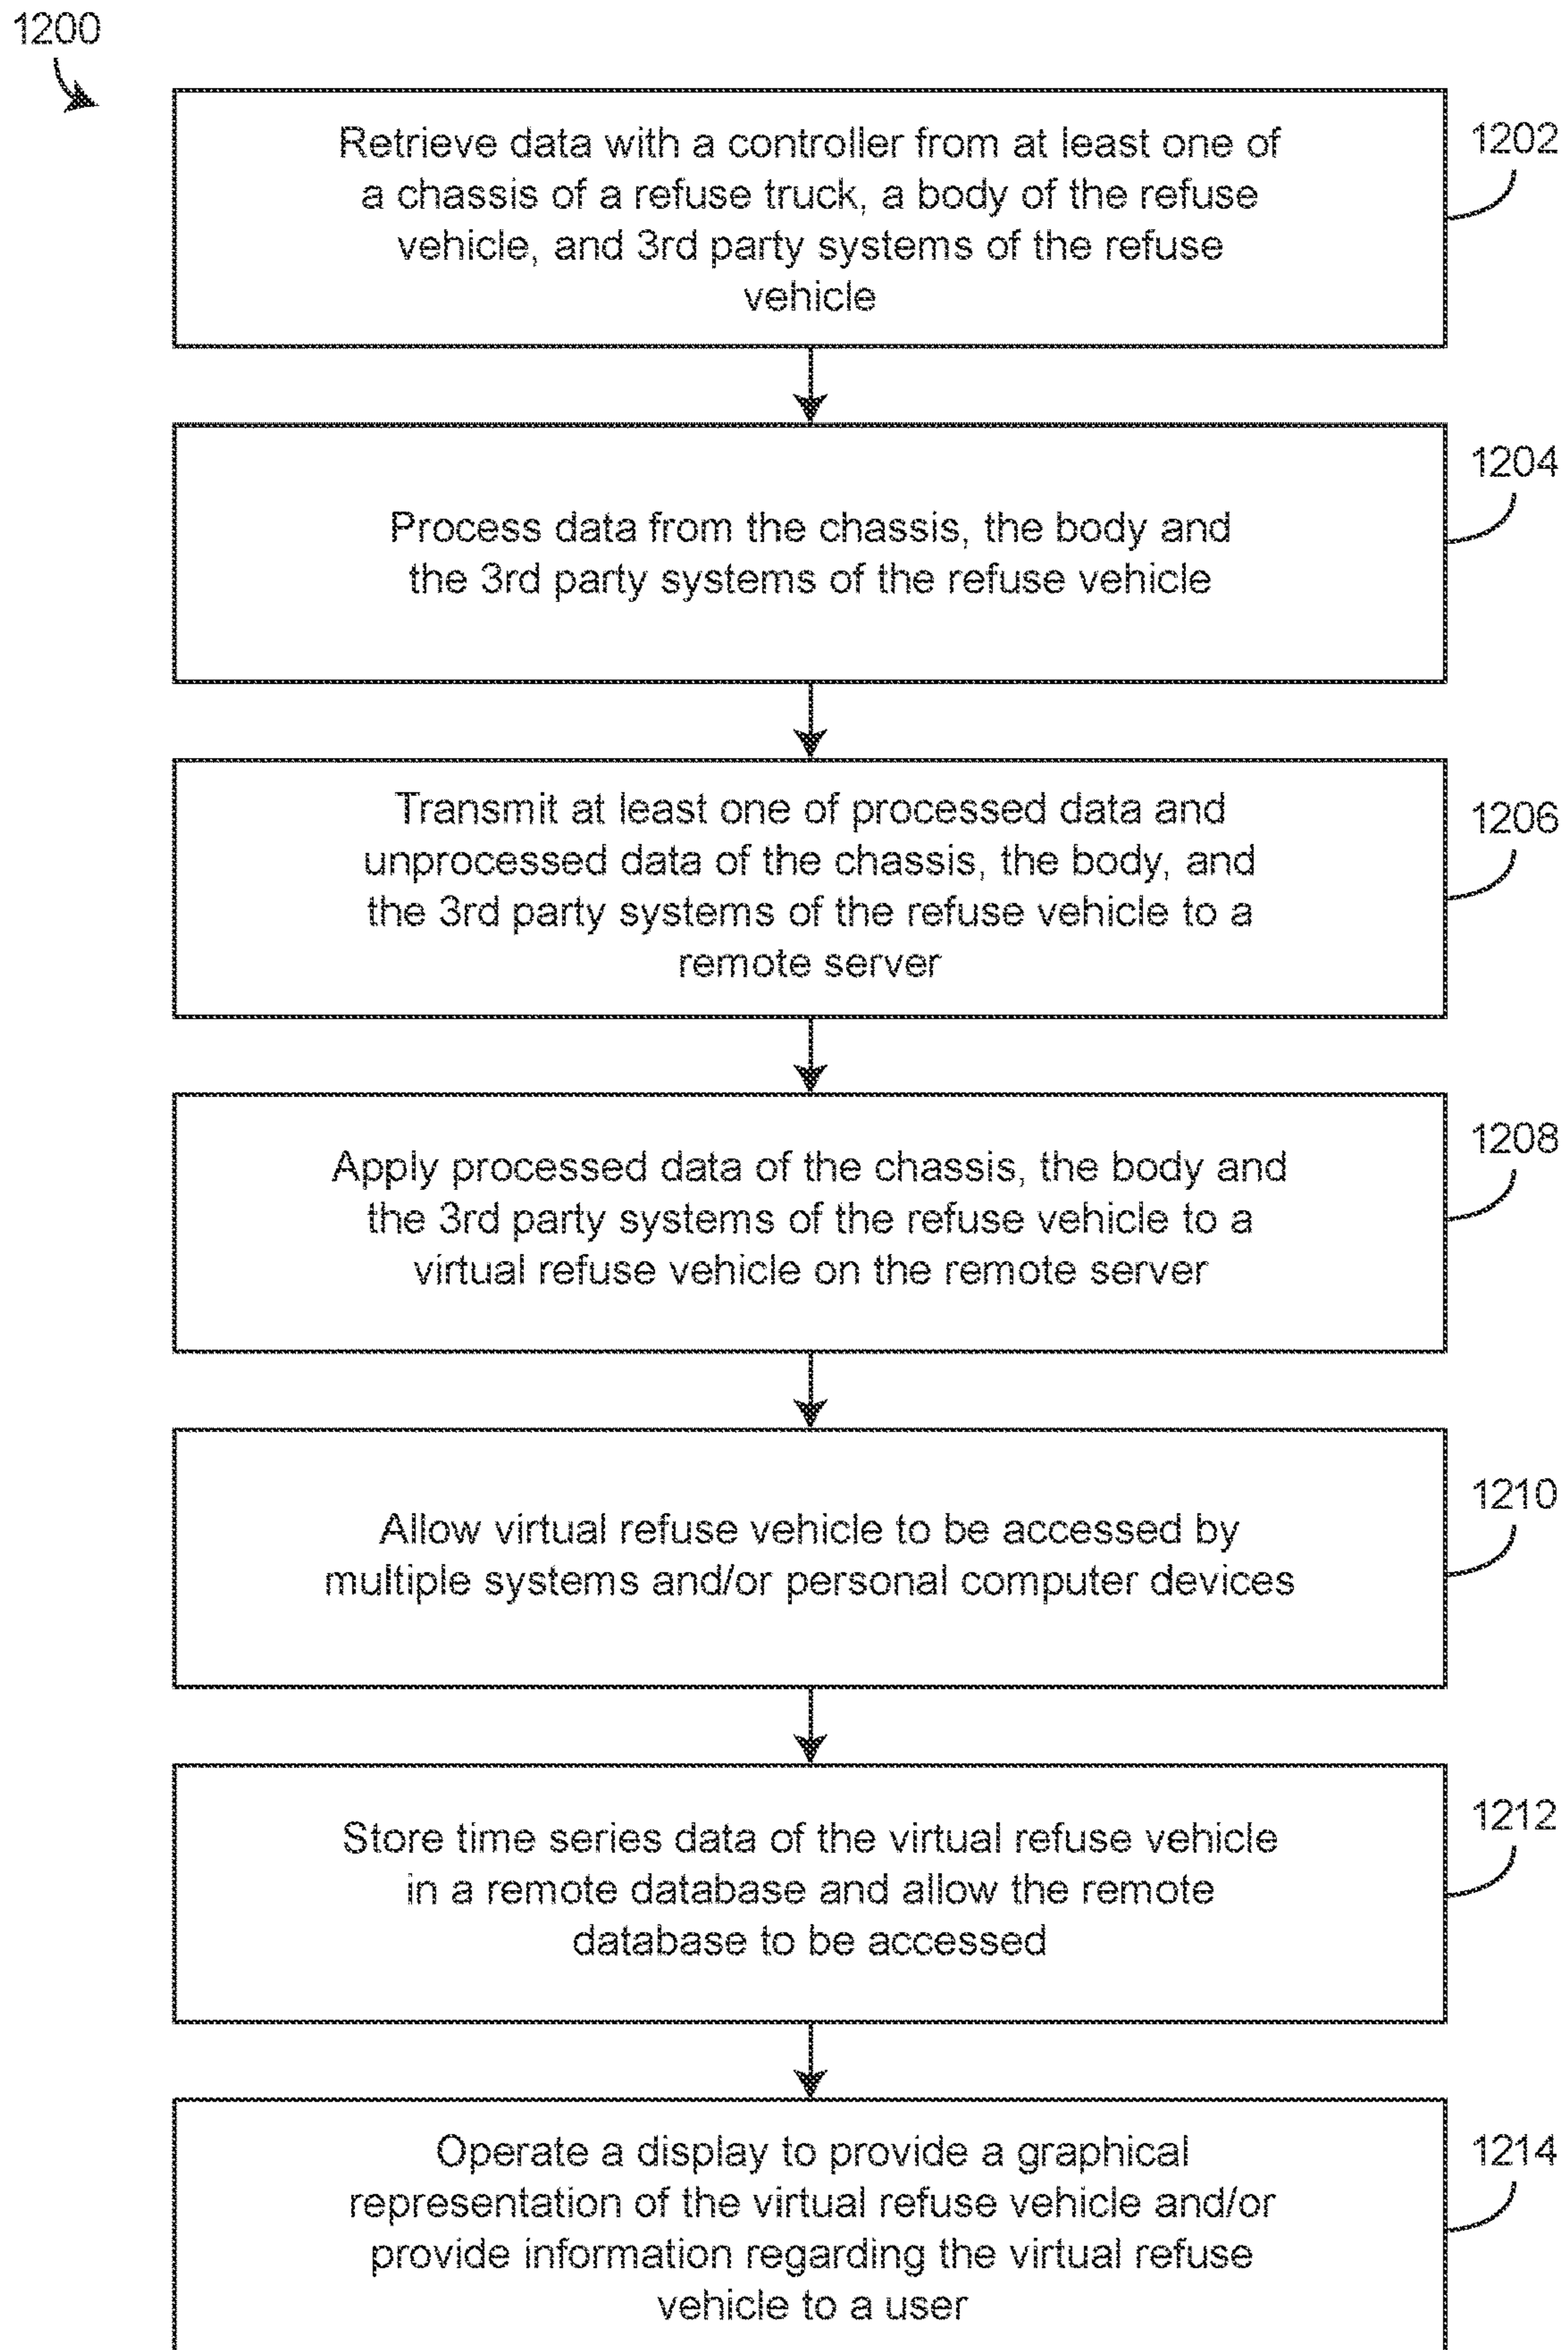 1200
Retrieve data with a controller from at least one of
a chassis of a refuse truck, a body of the refuse
vehicle, and 3rd party systems of the refuse
vehicle
1202
Process data from the chassis, the body and
the 3rd party systems of the refuse vehicle
1204
Transmit at least one of processed data and
unprocessed data of the chassis, the body, and
the 3rd party systems of the refuse vehicle to a
remote server
1206
Apply processed data of the chassis, the body and
the 3rd party systems of the refuse vehicle to a
virtual refuse vehicle on the remote server
1208
Allow virtual refuse vehicle to be accessed by
multiple systems and/or personal computer devices
1210
Store time series data of the virtual refuse vehicle
in a remote database and allow the remote
database to be accessed
1212
Operate a display to provide a graphical
representation of the virtual refuse vehicle and/or
provide information regarding the virtual refuse
vehicle to a user
1214